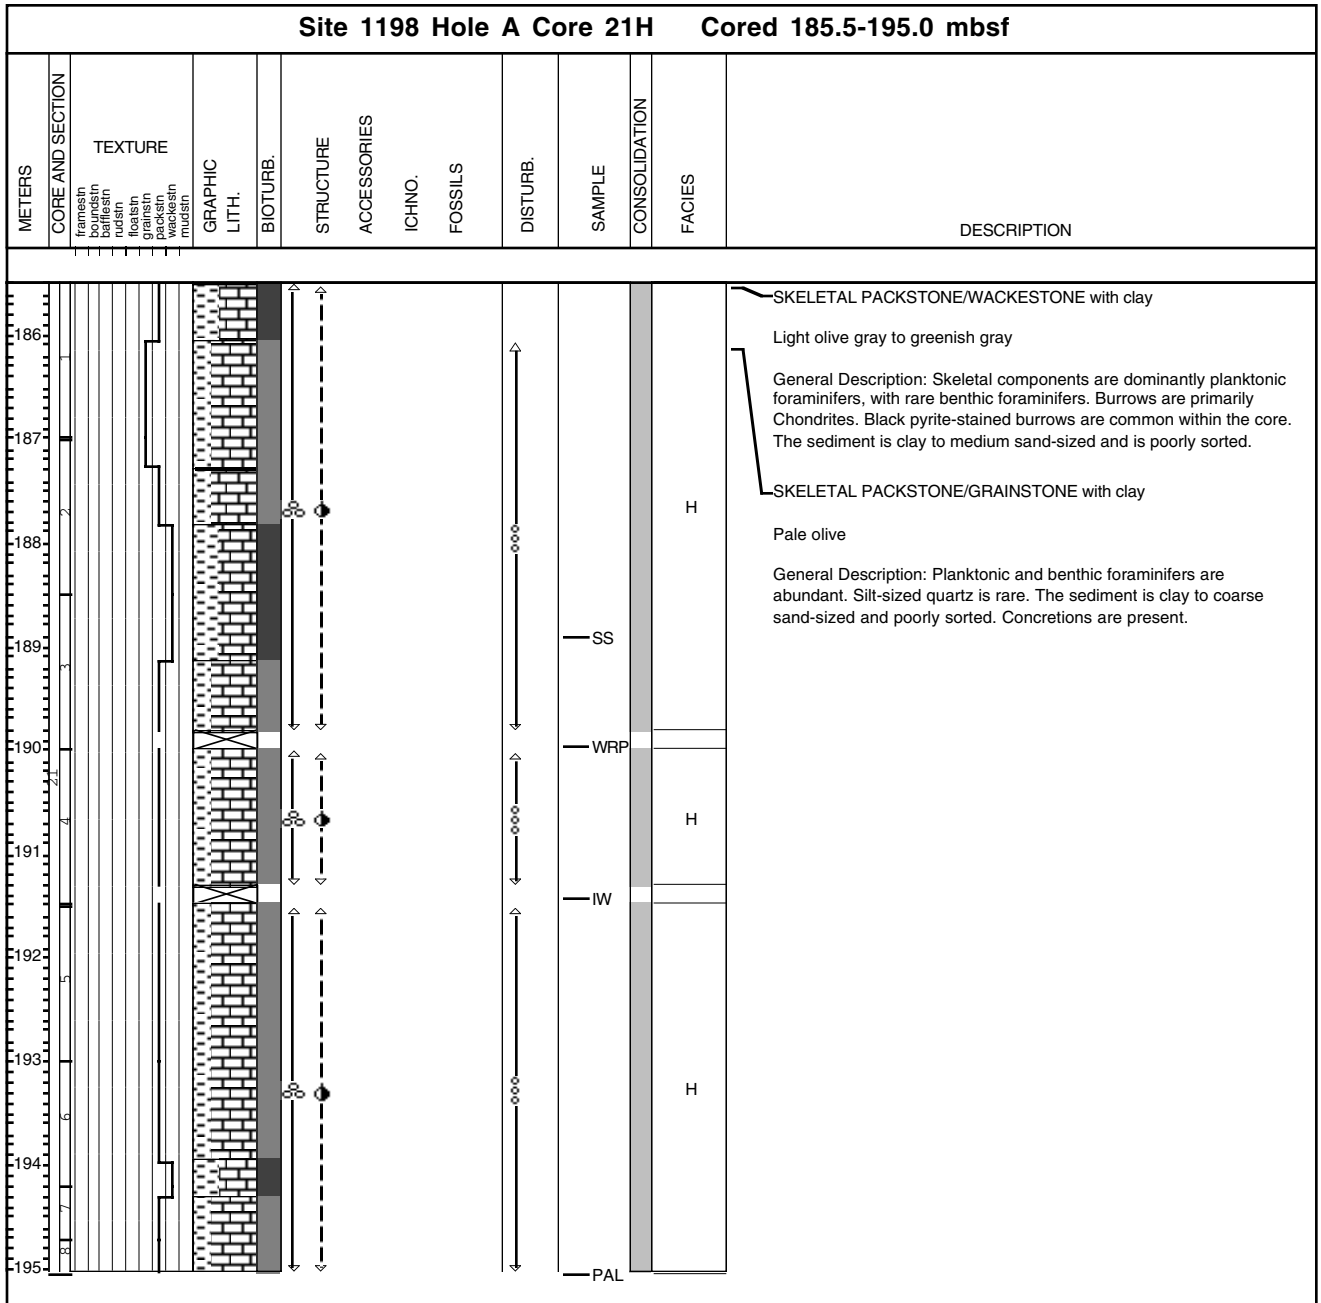 Site 1198 Hole A Core 21H Cored 185.5-195.0 mbsf
METERS
CORE AND SECTION
TEXTURE
framestn
boundstn
bafflestn
rudstn
floatstn
grainstn
packstn
wackestn
mudstn
GRAPHIC
LITH.
BIOTURB.
STRUCTURE
ACCESSORIES
ICHNO.
FOSSILS
DISTURB.
SAMPLE
CONSOLIDATION
FACIES
DESCRIPTION
SKELETAL PACKSTONE/WACKESTONE with clay
Light olive gray to greenish gray
General Description: Skeletal components are dominantly planktonic
foraminifers, with rare benthic foraminifers. Burrows are primarily
Chondrites. Black pyrite-stained burrows are common within the core.
The sediment is clay to medium sand-sized and is poorly sorted.
SKELETAL PACKSTONE/GRAINSTONE with clay
Pale olive
General Description: Planktonic and benthic foraminifers are
abundant. Silt-sized quartz is rare. The sediment is clay to coarse
sand-sized and poorly sorted. Concretions are present.
186
1
187
2
H
188
189
SS
3
190
WRP
21
4
H
191
IW
192
5
193
H
6
194
7
8
195
PAL